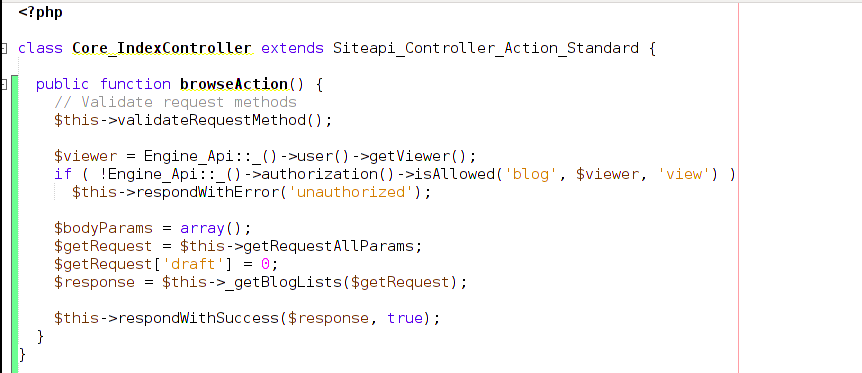 <?php
class Core_IndexController extends Siteapi_Controller_Action_Standard {
public function browseAction() {
// Validate request methods
$this->validateRequestMethod();
$viewer = Engine_Api::_()->user()->getViewer();
if ( !Engine_Api::_()->authorization()->isAllowed('blog', $viewer, 'view') )
$this->respondWithError('unauthorized');
$bodyParams = array();
$getRequest = $this->getRequestAllParams;
$getRequest['draft'] = 0;
$response = $this->_getBlogLists($getRequest);
$this->respondWithSuccess($response, true);
}
}